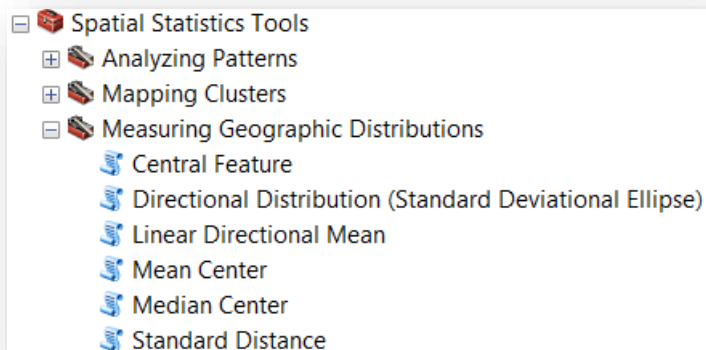 Spatial Statistics Tools
Analyzing Patterns
Mapping Clusters
Measuring Geographic Distributions
Central Feature
Directional Distribution (Standard Deviational Ellipse)
Linear Directional Mean
Mean Center
Median Center
Standard Distance